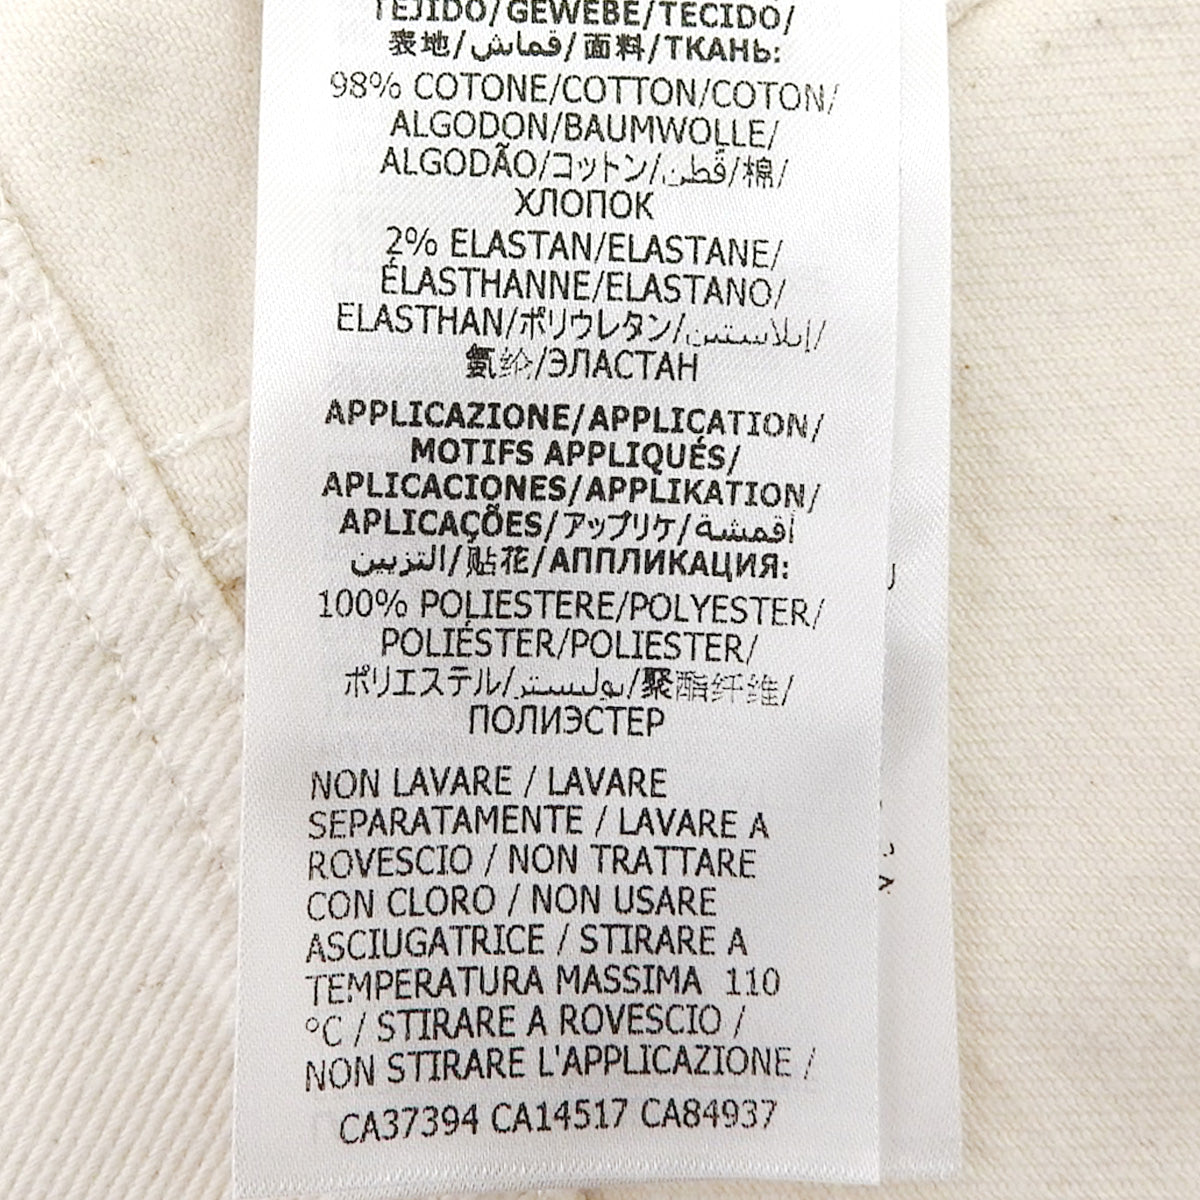 TEJIDO/GEWEBE/TECIDO/
表地/قماش/面料/ТКАНЬ:
98% COTONE/COTTON/COTON/
ALGODON/BAUMWOLLE/
ALGODÃO/コットン/قطن/棉/
ХЛОПОК
2% ELASTAN/ELASTANE/
ÉLASTHANNE/ELASTANO/
ELASTHAN/ポリウレタン/إيلاستين/
氨纶/ЭЛАСТАН
APPLICAZIONE/APPLICATION/
MOTIFS APPLIQUÉS/
APLICACIONES/APPLIKATION/
APLICAÇÕES/アップリケ/أقمشة
التزيين/贴花/АППЛИКАЦИЯ:
100% POLIESTERE/POLYESTER/
POLIÉSTER/POLIESTER/
ポリエステル/بوليستر/聚酯纤维/
ПОЛИЭСТЕР
NON LAVARE / LAVARE
SEPARATAMENTE / LAVARE A
ROVESCIO / NON TRATTARE
CON CLORO / NON USARE
ASCIUGATRICE / STIRARE A
TEMPERATURA MASSIMA 110
°C / STIRARE A ROVESCIO /
NON STIRARE L'APPLICAZIONE /
CA37394 CA14517 CA84937